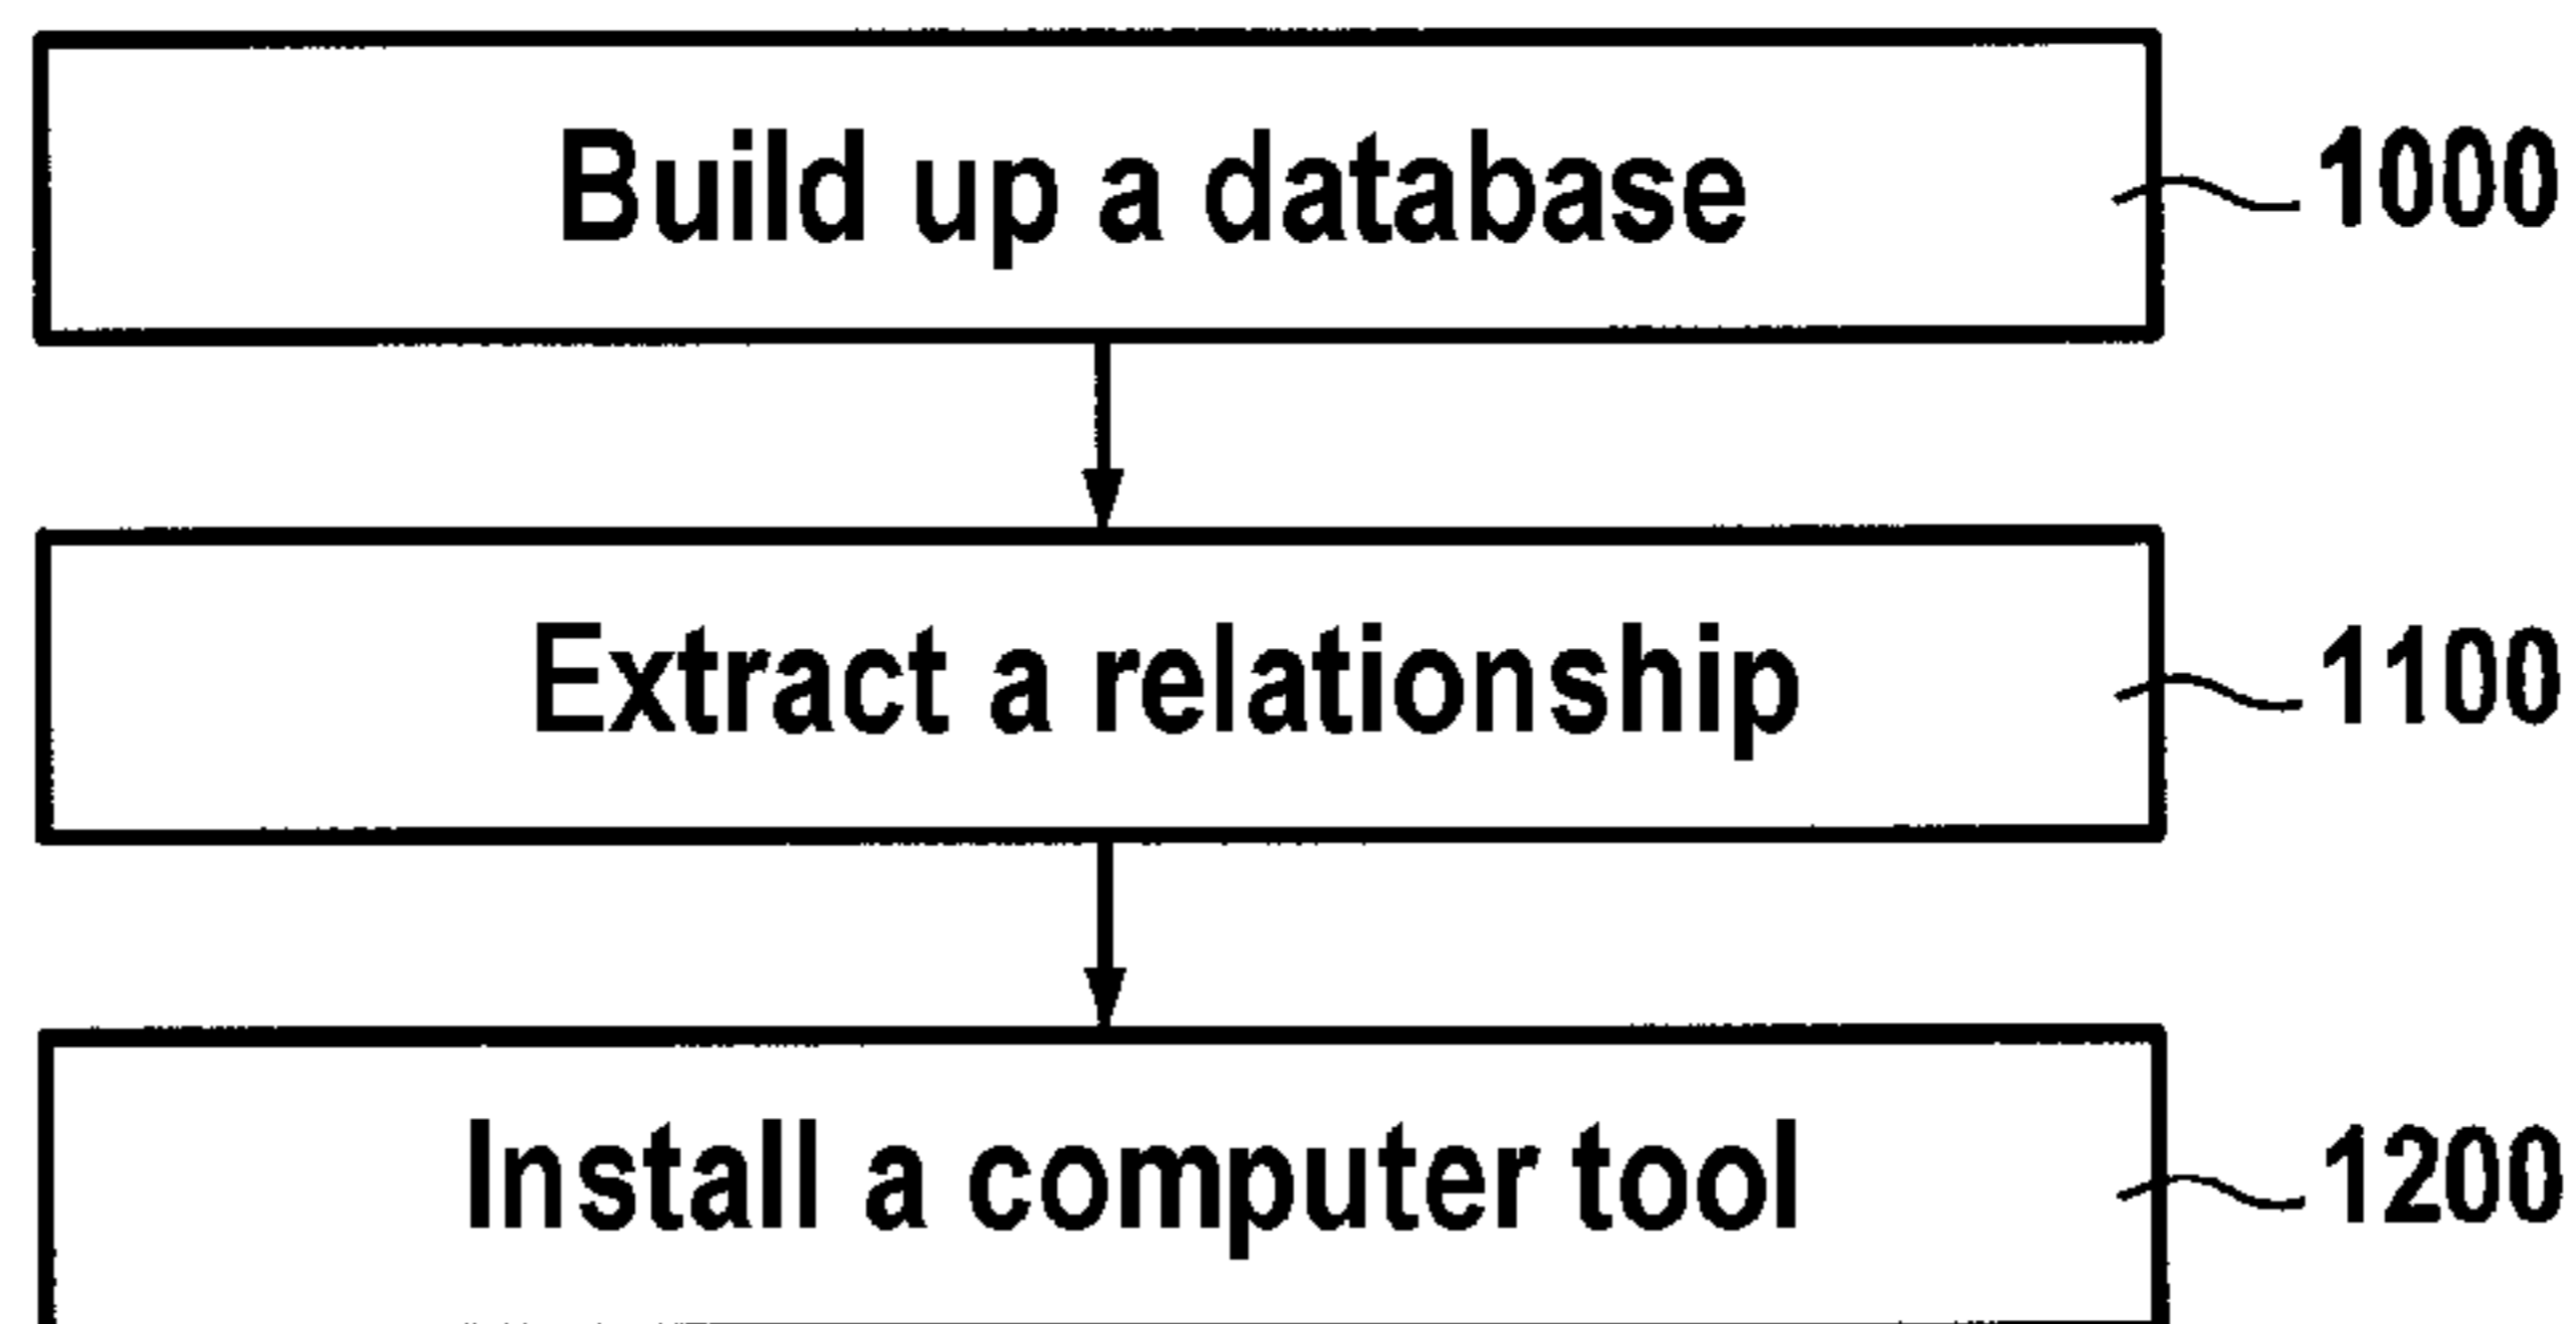 Build up a database 1000
Extract a relationship 1100
Install a computer tool 1200